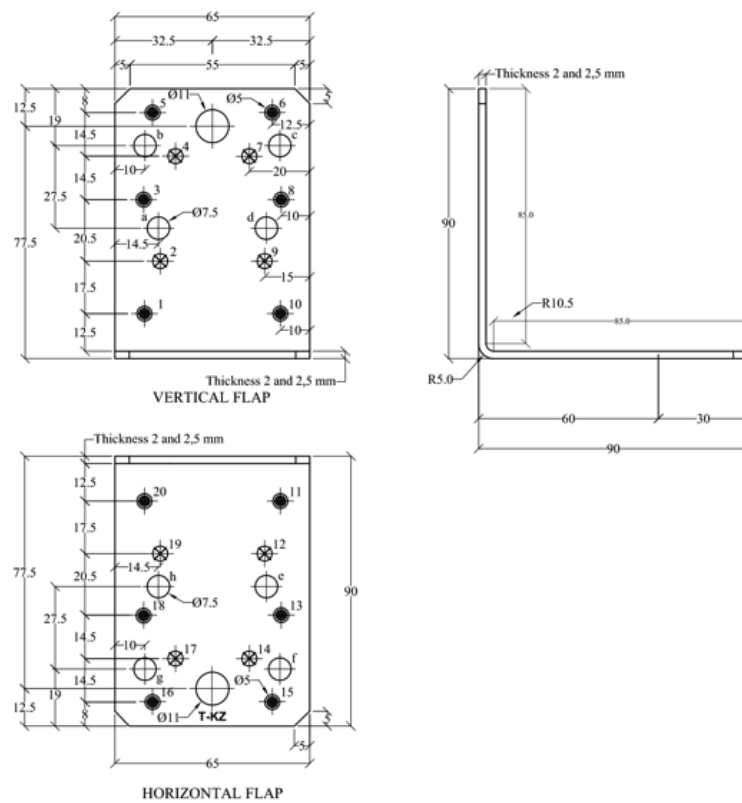 65
32.5 32.5
5 55 5
Thickness 2 and 2,5 mm
Ø11 Ø5
8 5 6 5
12.5 19 12.5
14.5 b c
4 7
10 20
14.5 3 8
27.5 a Ø7.5 d 10
90 85.0
77.5 20.5 14.5
2 9
15
17.5 R10.5
1 10 85.0
12.5 10
Thickness 2 and 2,5 mm R5.0
VERTICAL FLAP
60 30
90
Thickness 2 and 2,5 mm
12.5 20 11
17.5
19 12
14.5
77.5 20.5 h e 90
27.5 Ø7.5
18 13
14.5
10 17 14
g f
14.5 16 Ø5 15
19
12.5 8 Ø11 T-KZ 5
5
65
HORIZONTAL FLAP